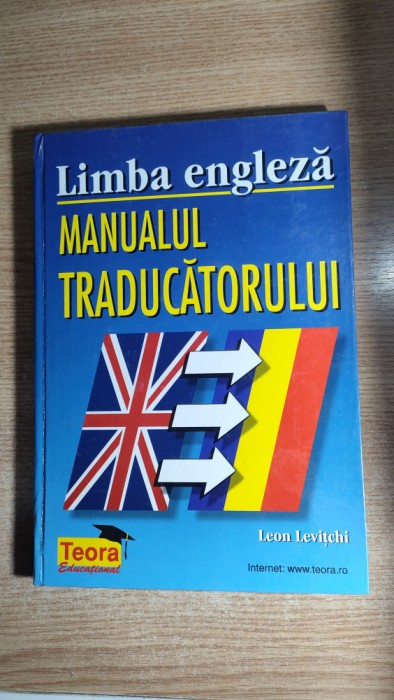 Limba engleză
MANUALUL
TRADUCĂTORULUI
Leon Levițchi
Teora
Educațional
Internet: www.teora.ro